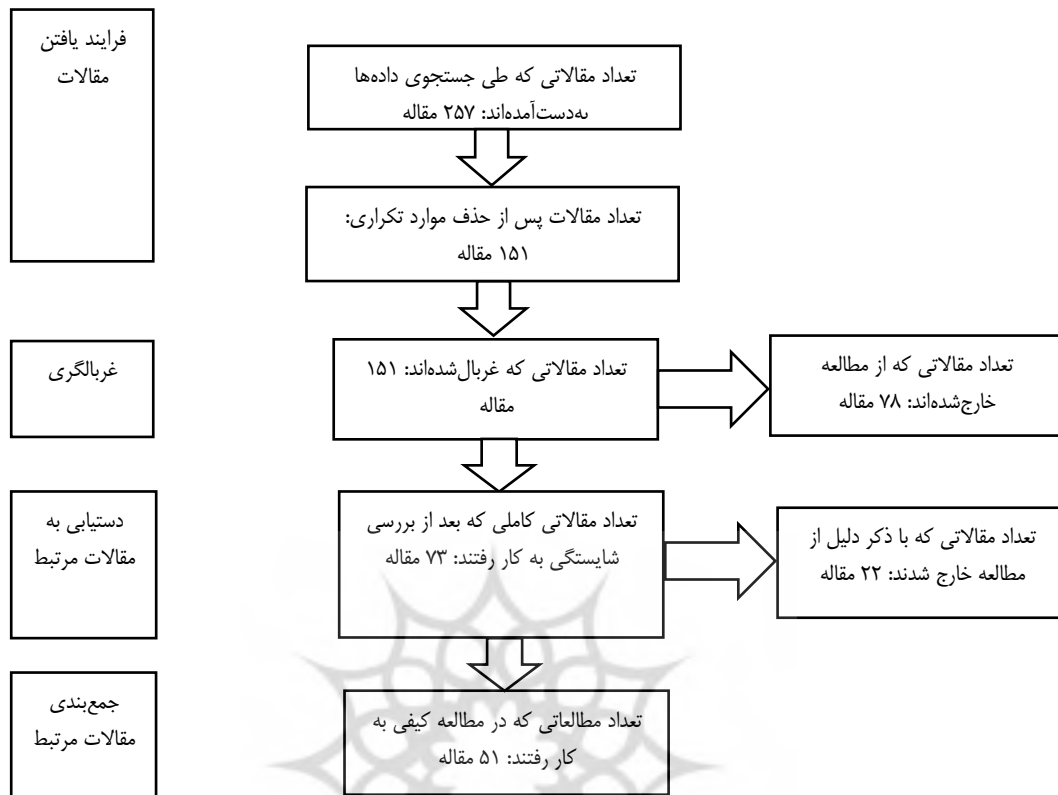 فرایند یافتن
مقالات
تعداد مقالاتی که طی جستجوی داده‌ها
به‌دست‌آمده‌اند: ۲۵۷ مقاله
تعداد مقالات پس از حذف موارد تکراری:
۱۵۱ مقاله
غربالگری
تعداد مقالاتی که غربال‌شده‌اند: ۱۵۱
مقاله
تعداد مقالاتی که از مطالعه
خارج‌شده‌اند: ۷۸ مقاله
دستیابی به
مقالات مرتبط
تعداد مقالاتی کاملی که بعد از بررسی
شایستگی به کار رفتند: ۷۳ مقاله
تعداد مقالاتی که با ذکر دلیل از
مطالعه خارج شدند: ۲۲ مقاله
جمع‌بندی
مقالات مرتبط
تعداد مطالعاتی که در مطالعه کیفی به
کار رفتند: ۵۱ مقاله